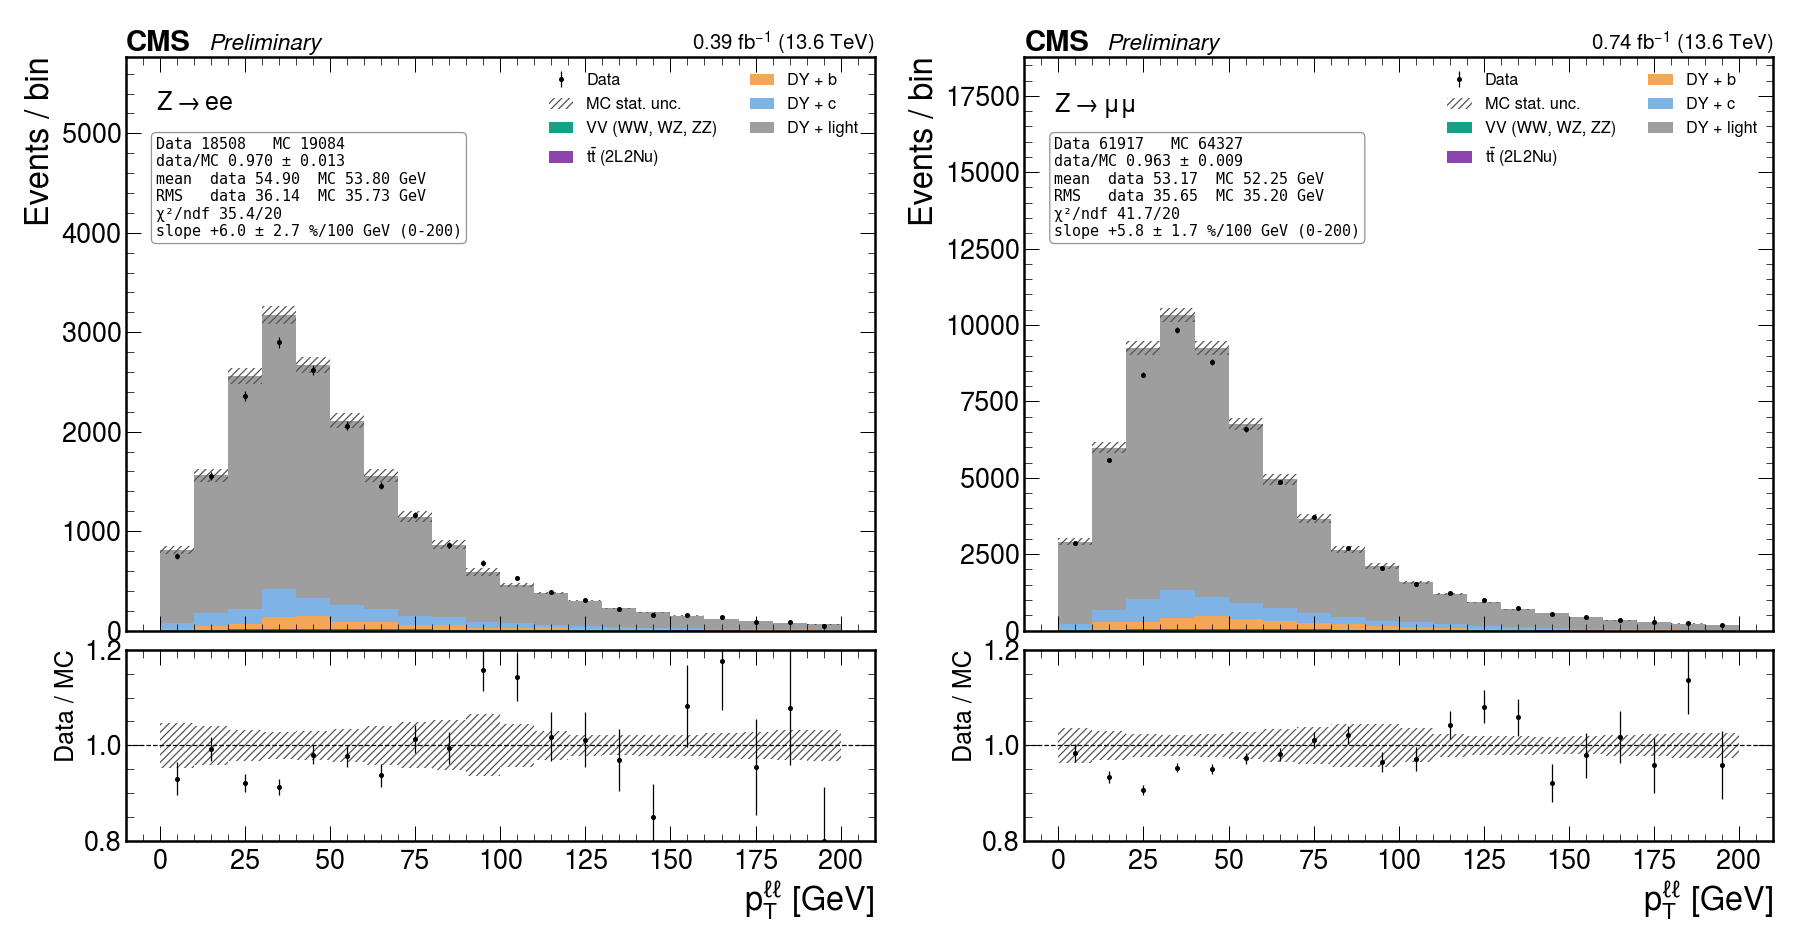 CMS Preliminary 0.39 fb⁻¹ (13.6 TeV)
Events / bin
Z→ee
Data
MC stat. unc.
VV (WW, WZ, ZZ)
tt̄ (2L2Nu)
DY + b
DY + c
DY + light
Data 18508   MC 19084
data/MC 0.970 ± 0.013
mean  data 54.90  MC 53.80 GeV
RMS   data 36.14  MC 35.73 GeV
χ²/ndf 35.4/20
slope +6.0 ± 2.7 %/100 GeV (0-200)
5000
4000
3000
2000
1000
0
Data / MC
1.2
1.0
0.8
0 25 50 75 100 125 150 175 200
p_T^ℓℓ [GeV]
CMS Preliminary 0.74 fb⁻¹ (13.6 TeV)
Events / bin
Z→μμ
Data
MC stat. unc.
VV (WW, WZ, ZZ)
tt̄ (2L2Nu)
DY + b
DY + c
DY + light
Data 61917   MC 64327
data/MC 0.963 ± 0.009
mean  data 53.17  MC 52.25 GeV
RMS   data 35.65  MC 35.20 GeV
χ²/ndf 41.7/20
slope +5.8 ± 1.7 %/100 GeV (0-200)
17500
15000
12500
10000
7500
5000
2500
0
Data / MC
1.2
1.0
0.8
0 25 50 75 100 125 150 175 200
p_T^ℓℓ [GeV]